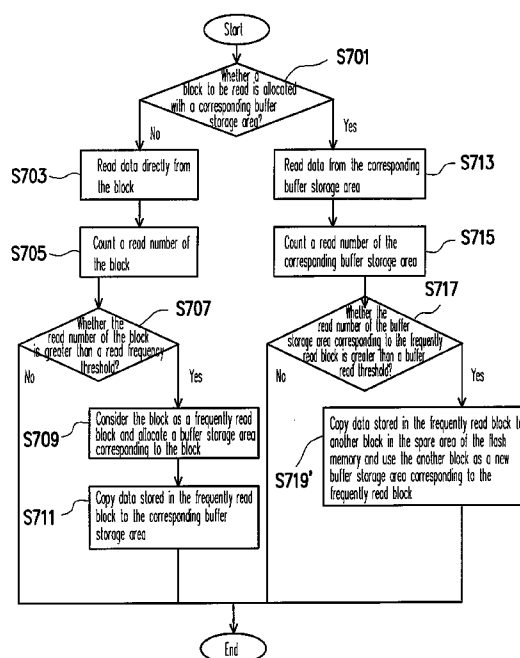 Start
S701
Whether a
block to be read is allocated
with a corresponding buffer
storage area?
No
Yes
S703
Read data directly from
the block
Read data from the corresponding
buffer storage area
S713
S705
Count a read number of
the block
Count a read number of the
corresponding buffer storage area
S715
S707
Whether the
read number of the block
is greater than a read frequency
threshold?
No
Yes
S717
Whether the
read number of the buffer
storage area corresponding to the frequently
read block is greater than a buffer
read threshold?
No
Yes
S709
Consider the block as a frequently read
block and allocate a buffer storage area
corresponding to the block
S711
Copy data stored in the frequently read
block to the corresponding buffer
storage area
Copy data stored in the frequently read block to
another block in the spare area of the flash
memory and use the another block as a new
buffer storage area corresponding to the
frequently read block
S719'
End